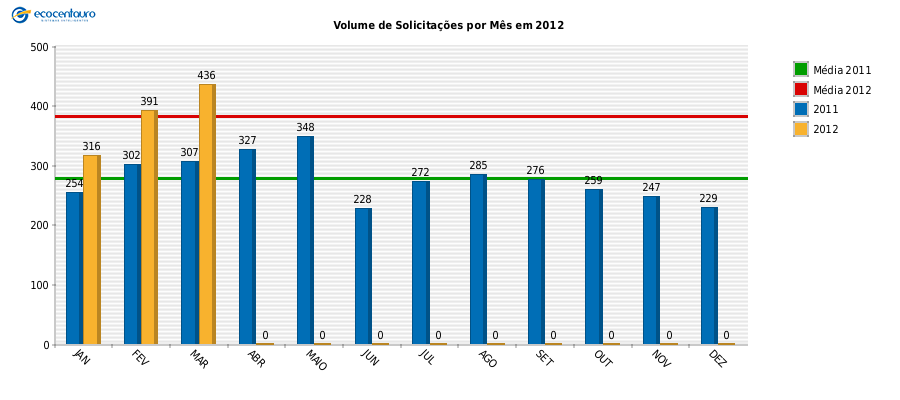 ecocentauro
Volume de Solicitações por Mês em 2012
500
400
300
200
100
0
254
316
302
391
307
436
327
0
348
0
228
0
272
0
285
0
276
0
259
0
247
0
229
0
JAN
FEV
MAR
ABR
MAIO
JUN
JUL
AGO
SET
OUT
NOV
DEZ
Média 2011
Média 2012
2011
2012